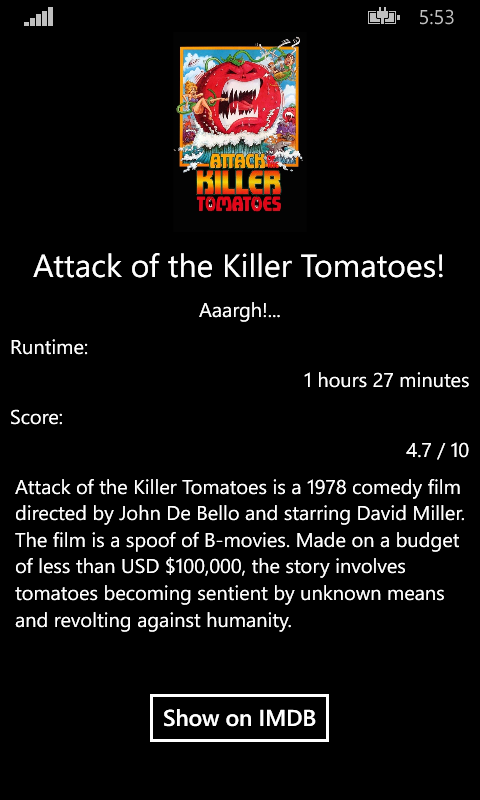 5:53
ATTACK
OF THE
KILLER
TOMATOES
Attack of the Killer Tomatoes!
Aaargh!...
Runtime:
1 hours 27 minutes
Score:
4.7 / 10
Attack of the Killer Tomatoes is a 1978 comedy film
directed by John De Bello and starring David Miller.
The film is a spoof of B-movies. Made on a budget
of less than USD $100,000, the story involves
tomatoes becoming sentient by unknown means
and revolting against humanity.
Show on IMDB